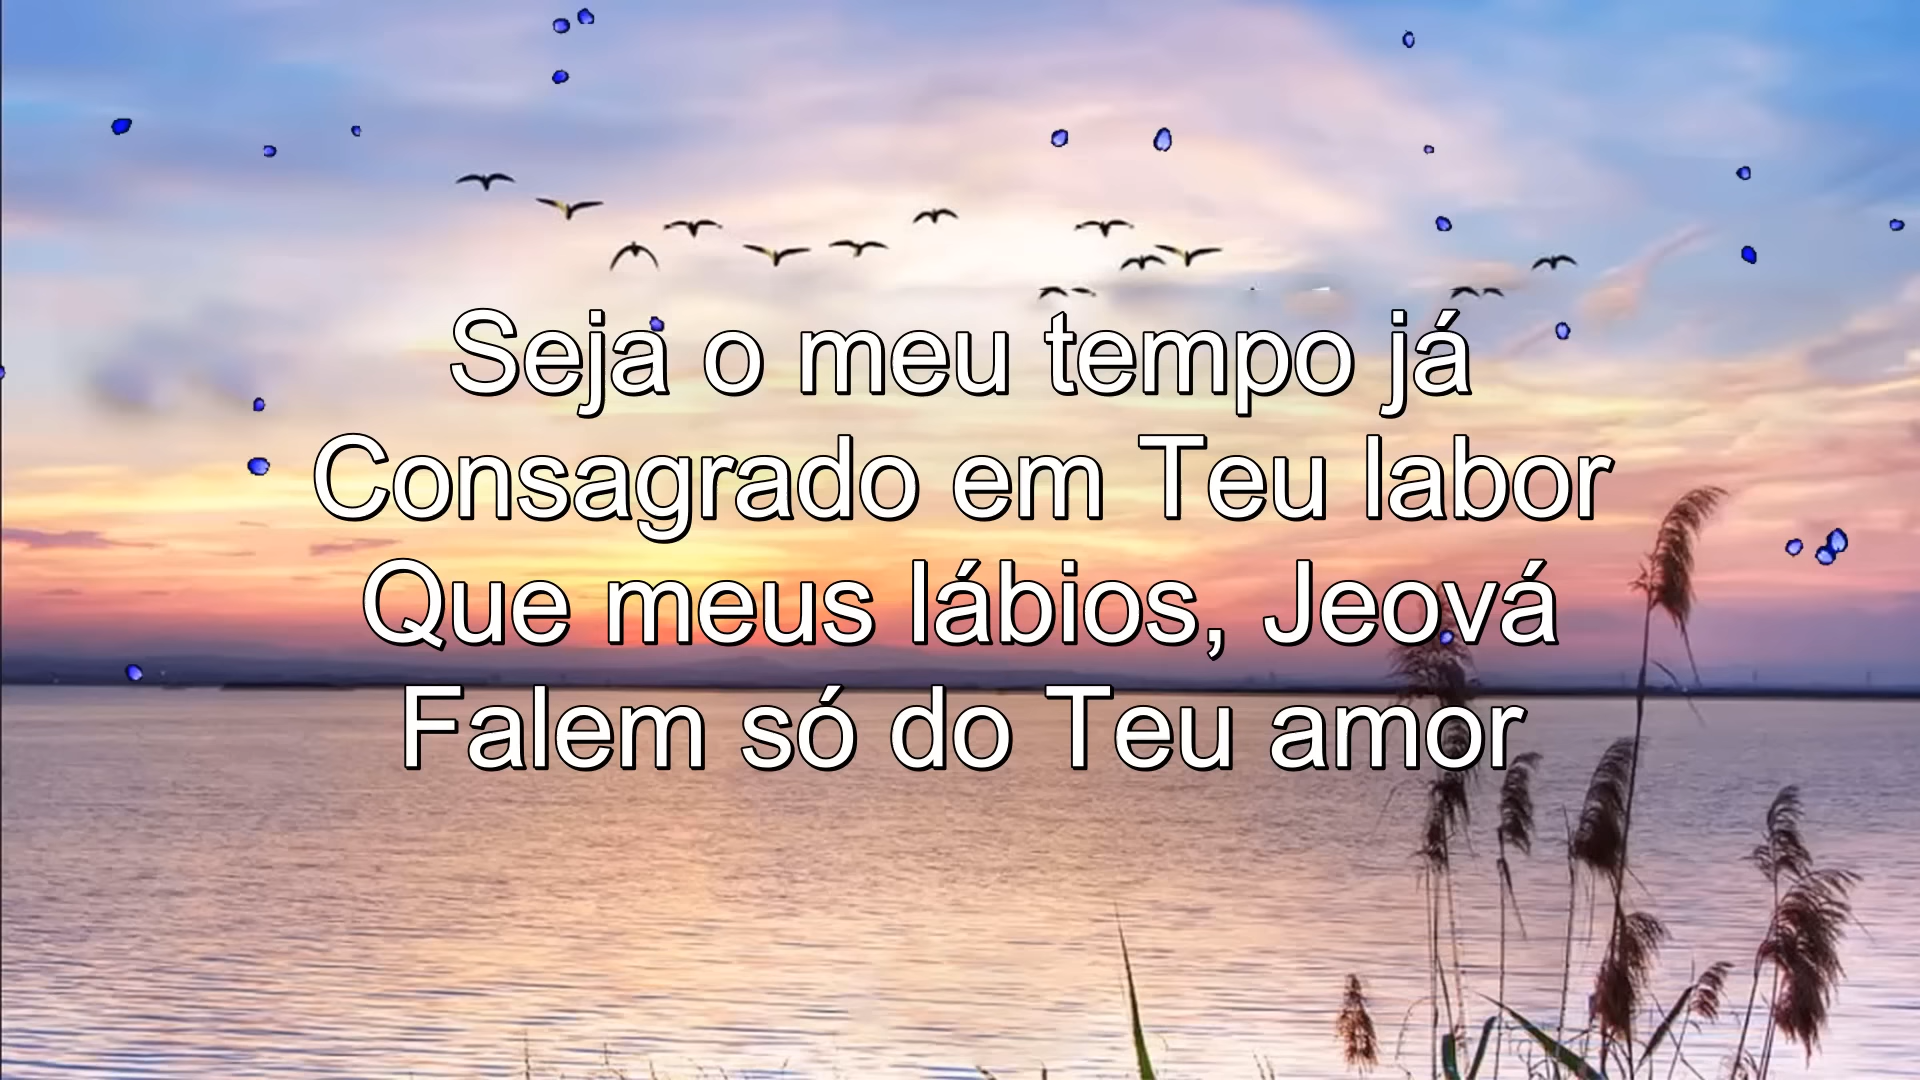 Seja o meu tempo já
Consagrado em Teu labor
Que meus lábios, Jeová
Falem só do Teu amor